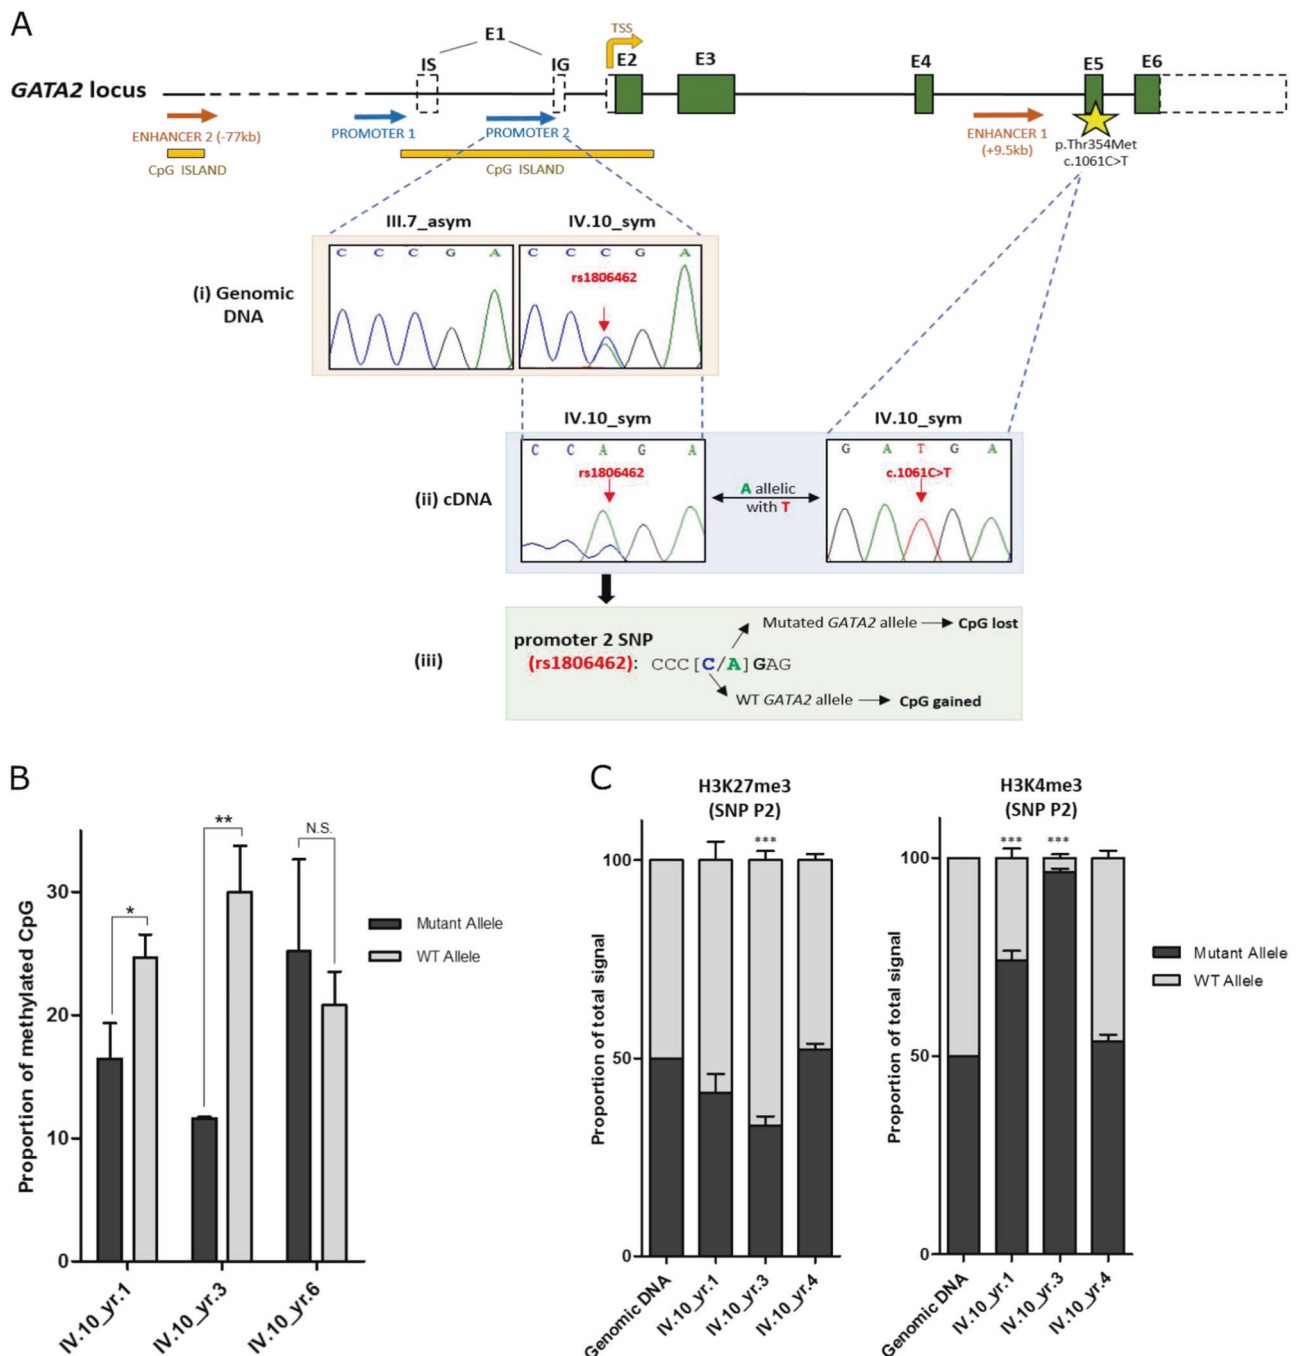 A
TSS
E1
IS
IG
E2
E3
E4
E5
E6
GATA2 locus
ENHANCER 2 (-77kb)
PROMOTER 1
PROMOTER 2
ENHANCER 1
(+9.5kb)
p.Thr354Met
c.1061C>T
CpG ISLAND
CpG ISLAND
III.7_asym
IV.10_sym
C C C G A
C C C G A
rs1806462
(i) Genomic
DNA
IV.10_sym
IV.10_sym
C C A G A
G A T G A
rs1806462
c.1061C>T
(ii) cDNA
A allelic
with T
Mutated GATA2 allele
CpG lost
promoter 2 SNP
(iii)
(rs1806462): CCC[C/A]GAG
WT GATA2 allele
CpG gained
B
Proportion of methylated CpG
30
20
10
0
*
**
N.S.
Mutant Allele
WT Allele
IV.10_yr.1
IV.10_yr.3
IV.10_yr.6
C
H3K27me3
(SNP P2)
***
Proportion of total signal
100
50
0
Genomic DNA
IV.10_yr.1
IV.10_yr.3
IV.10_yr.4
H3K4me3
(SNP P2)
***
***
Proportion of total signal
100
50
0
Genomic DNA
IV.10_yr.1
IV.10_yr.3
IV.10_yr.4
Mutant Allele
WT Allele